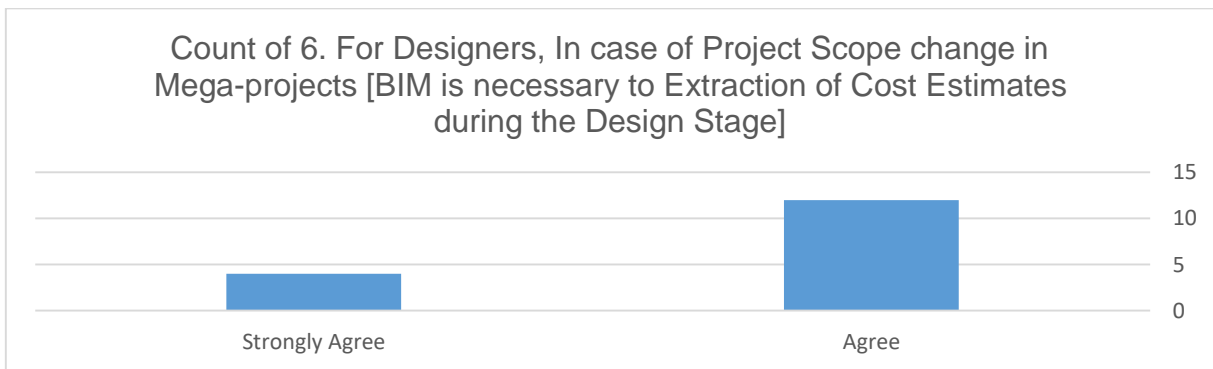 Count of 6. For Designers, In case of Project Scope change in
Mega-projects [BIM is necessary to Extraction of Cost Estimates
during the Design Stage]
15
10
5
0
Strongly Agree
Agree